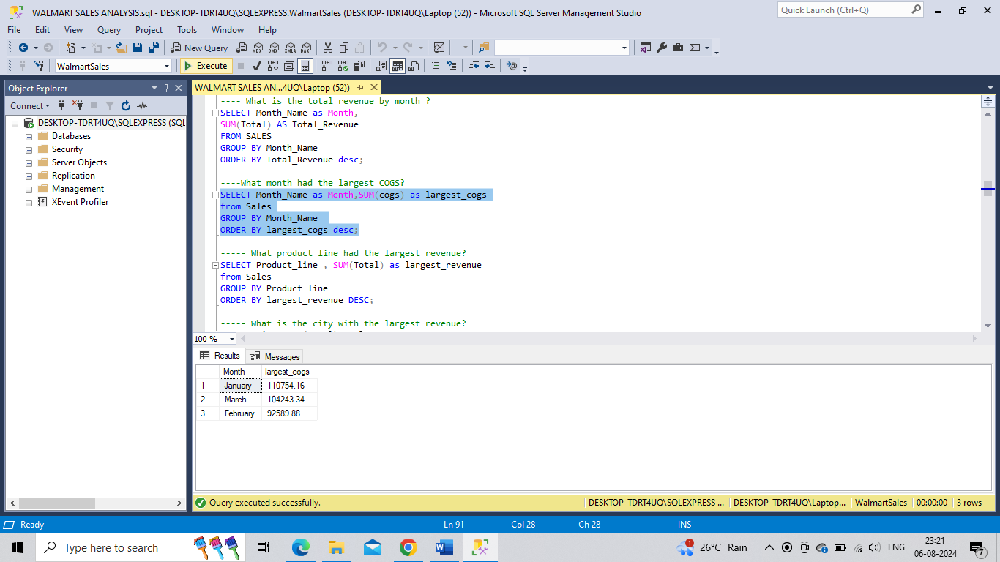 WALMART SALES ANALYSIS.sql - DESKTOP-TDRT4UQ\SQLEXPRESS.WalmartSales (DESKTOP-TDRT4UQ\Laptop (52)) - Microsoft SQL Server Management Studio
Quick Launch (Ctrl+Q)
File Edit View Query Project Tools Window Help
New Query
MDX DMX XMLA DAX
WalmartSales
Execute
Object Explorer
WALMART SALES AN...4UQ\Laptop (52))
Connect
DESKTOP-TDRT4UQ\SQLEXPRESS (SQL
Databases
Security
Server Objects
Replication
Management
XEvent Profiler
---- What is the total revenue by month ?
SELECT Month_Name as Month,
SUM(Total) AS Total_Revenue
FROM SALES
GROUP BY Month_Name
ORDER BY Total_Revenue desc;
----What month had the largest COGS?
SELECT Month_Name as Month,SUM(cogs) as largest_cogs
from Sales
GROUP BY Month_Name
ORDER BY largest_cogs desc;
----- What product line had the largest revenue?
SELECT Product_line , SUM(Total) as largest_revenue
from Sales
GROUP BY Product_line
ORDER BY largest_revenue DESC;
----- What is the city with the largest revenue?
100 %
Results Messages
Month largest_cogs
1 January 110754.16
2 March 104243.34
3 February 92589.88
Query executed successfully.
DESKTOP-TDRT4UQ\SQLEXPRESS ... DESKTOP-TDRT4UQ\Laptop... WalmartSales 00:00:00 3 rows
Ready Ln 91 Col 28 Ch 28 INS
Type here to search
1
26°C Rain
ENG
23:21
06-08-2024
7